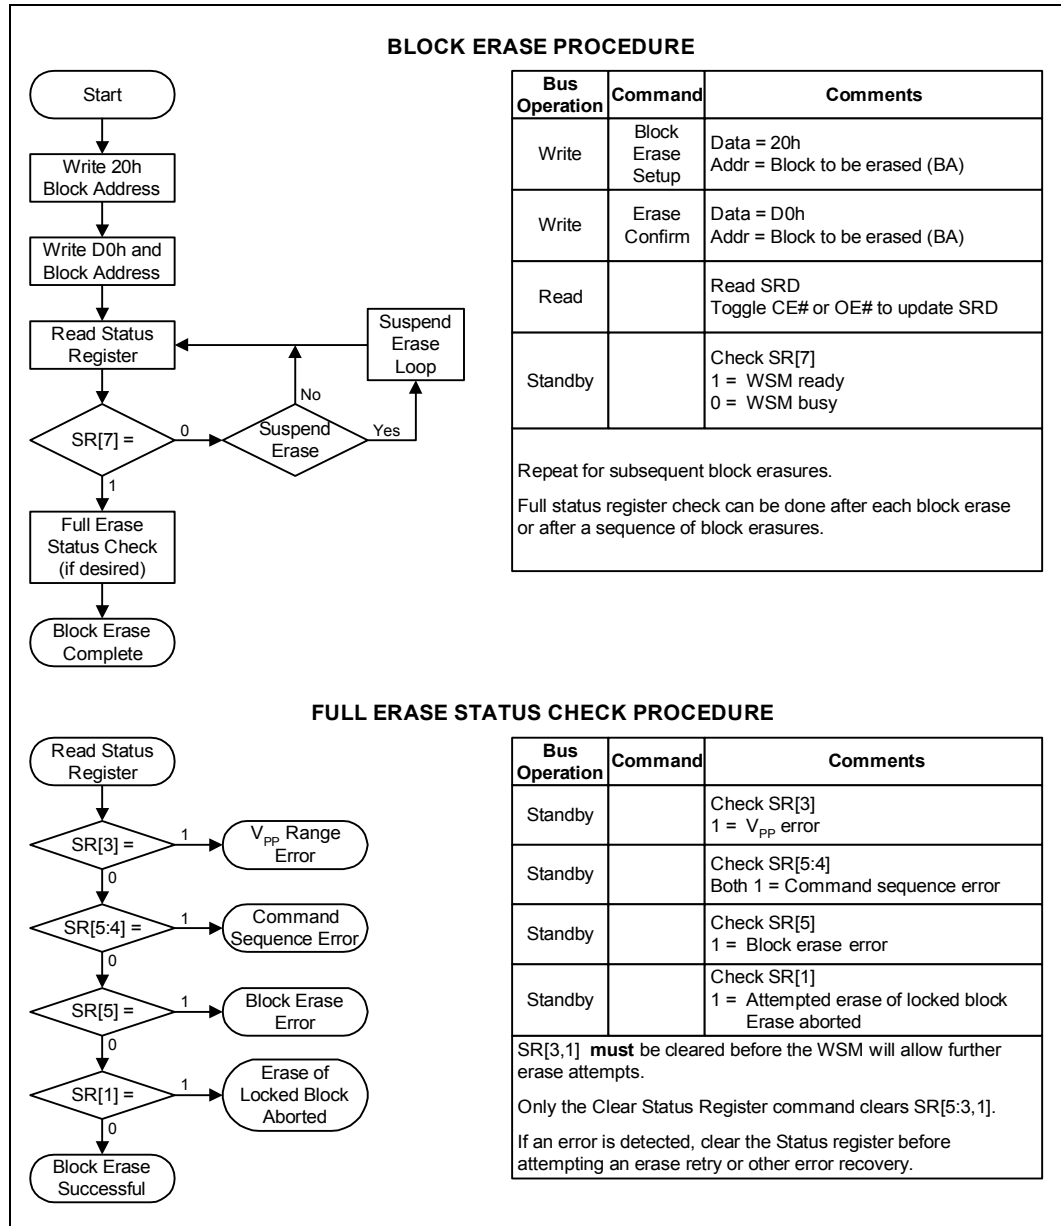 BLOCK ERASE PROCEDURE
Start
Write 20h
Block Address
Write D0h and
Block Address
Read Status
Register
Suspend
Erase
Loop
No
SR[7] =
0
Suspend
Erase
Yes
1
Full Erase
Status Check
(if desired)
Block Erase
Complete
Bus
Operation
Command
Comments
Write
Block
Erase
Setup
Data = 20h
Addr = Block to be erased (BA)
Write
Erase
Confirm
Data = D0h
Addr = Block to be erased (BA)
Read
Read SRD
Toggle CE# or OE# to update SRD
Standby
Check SR[7]
1 = WSM ready
0 = WSM busy
Repeat for subsequent block erasures.
Full status register check can be done after each block erase
or after a sequence of block erasures.
FULL ERASE STATUS CHECK PROCEDURE
Read Status
Register
SR[3] =
1
VPP Range
Error
0
SR[5:4] =
1
Command
Sequence Error
0
SR[5] =
1
Block Erase
Error
0
SR[1] =
1
Erase of
Locked Block
Aborted
0
Block Erase
Successful
Bus
Operation
Command
Comments
Standby
Check SR[3]
1 = VPP error
Standby
Check SR[5:4]
Both 1 = Command sequence error
Standby
Check SR[5]
1 = Block erase error
Standby
Check SR[1]
1 = Attempted erase of locked block
Erase aborted
SR[3,1] must be cleared before the WSM will allow further
erase attempts.
Only the Clear Status Register command clears SR[5:3,1].
If an error is detected, clear the Status register before
attempting an erase retry or other error recovery.